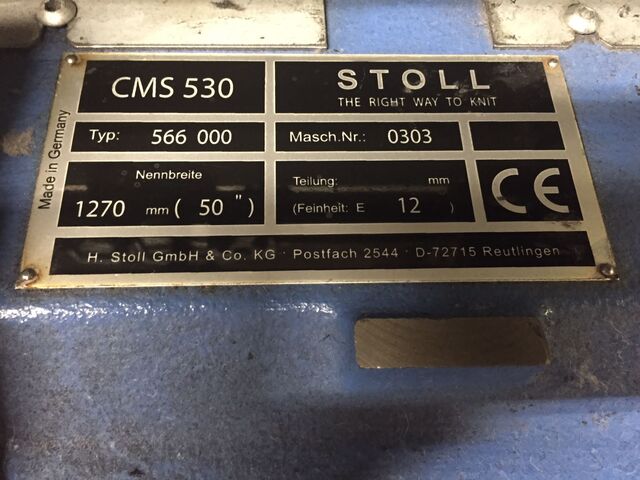 Made in Germany
CMS 530
STOLL
THE RIGHT WAY TO KNIT
Typ: 566 000
Masch.Nr.: 0303
Nennbreite
1270 mm ( 50 ")
Teilung: mm
(Feinheit: E 12 )
CE
H. Stoll GmbH & Co. KG · Postfach 2544 · D-72715 Reutlingen